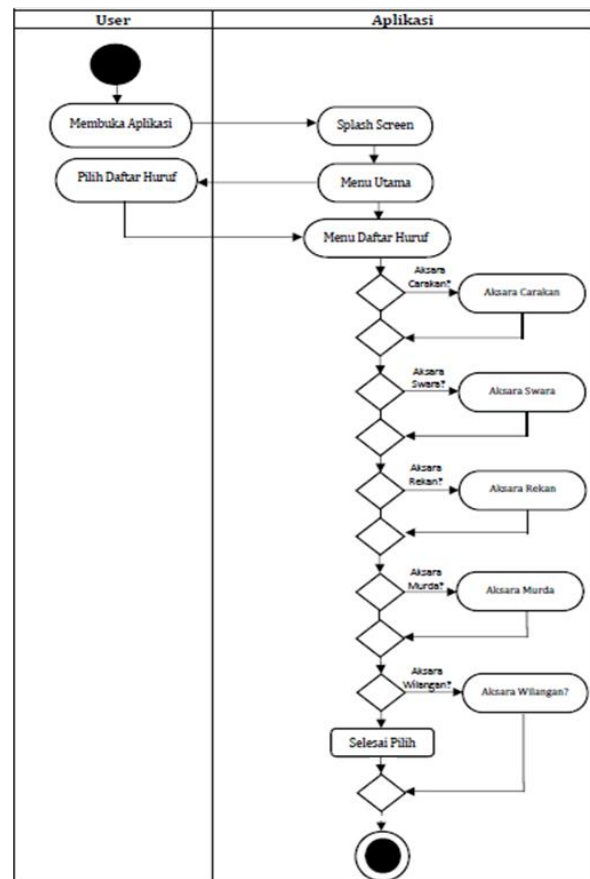 User
Aplikasi
Membuka Aplikasi
Splash Screen
Pilih Daftar Huruf
Menu Utama
Menu Daftar Huruf
Aksara
Carakan?
Aksara Carakan
Aksara
Swara?
Aksara Swara
Aksara
Rekan?
Aksara Rekan
Aksara
Murda?
Aksara Murda
Aksara
Wilangan?
Aksara Wilangan?
Selesai Pilih